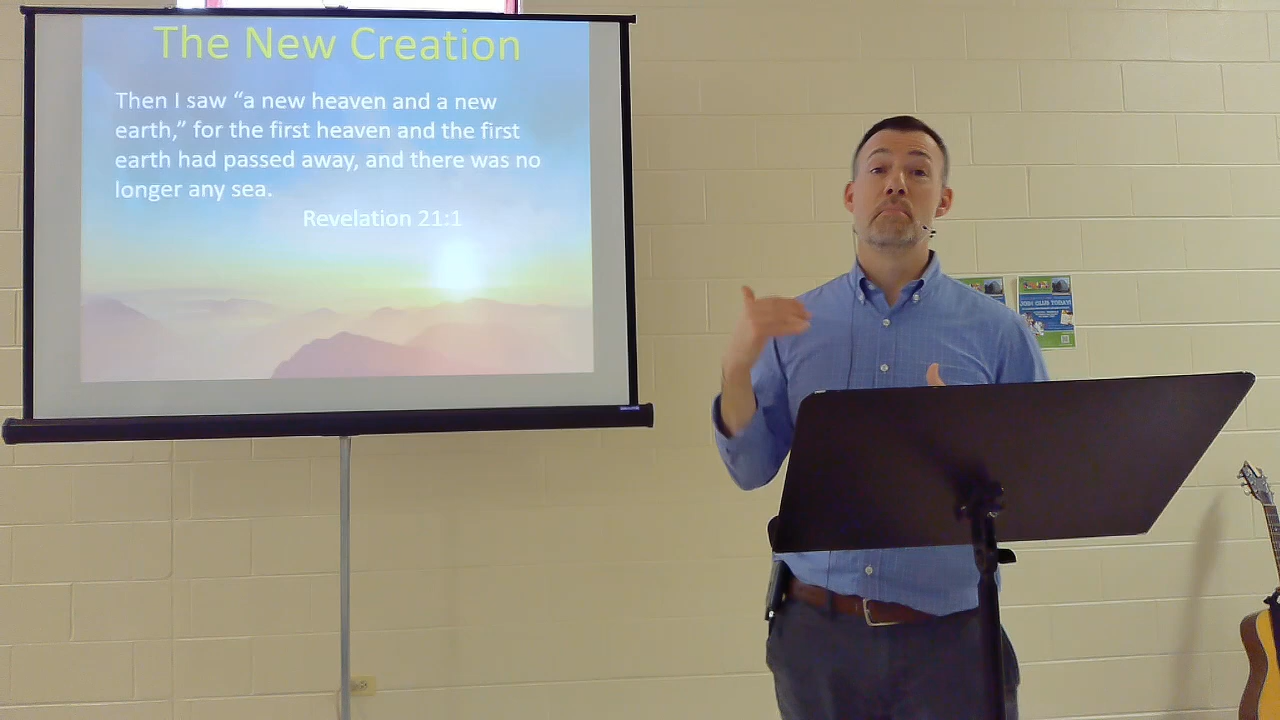 The New Creation
Then I saw “a new heaven and a new
earth,” for the first heaven and the first
earth had passed away, and there was no
longer any sea.
Revelation 21:1
JOIN CLUB TODAY!